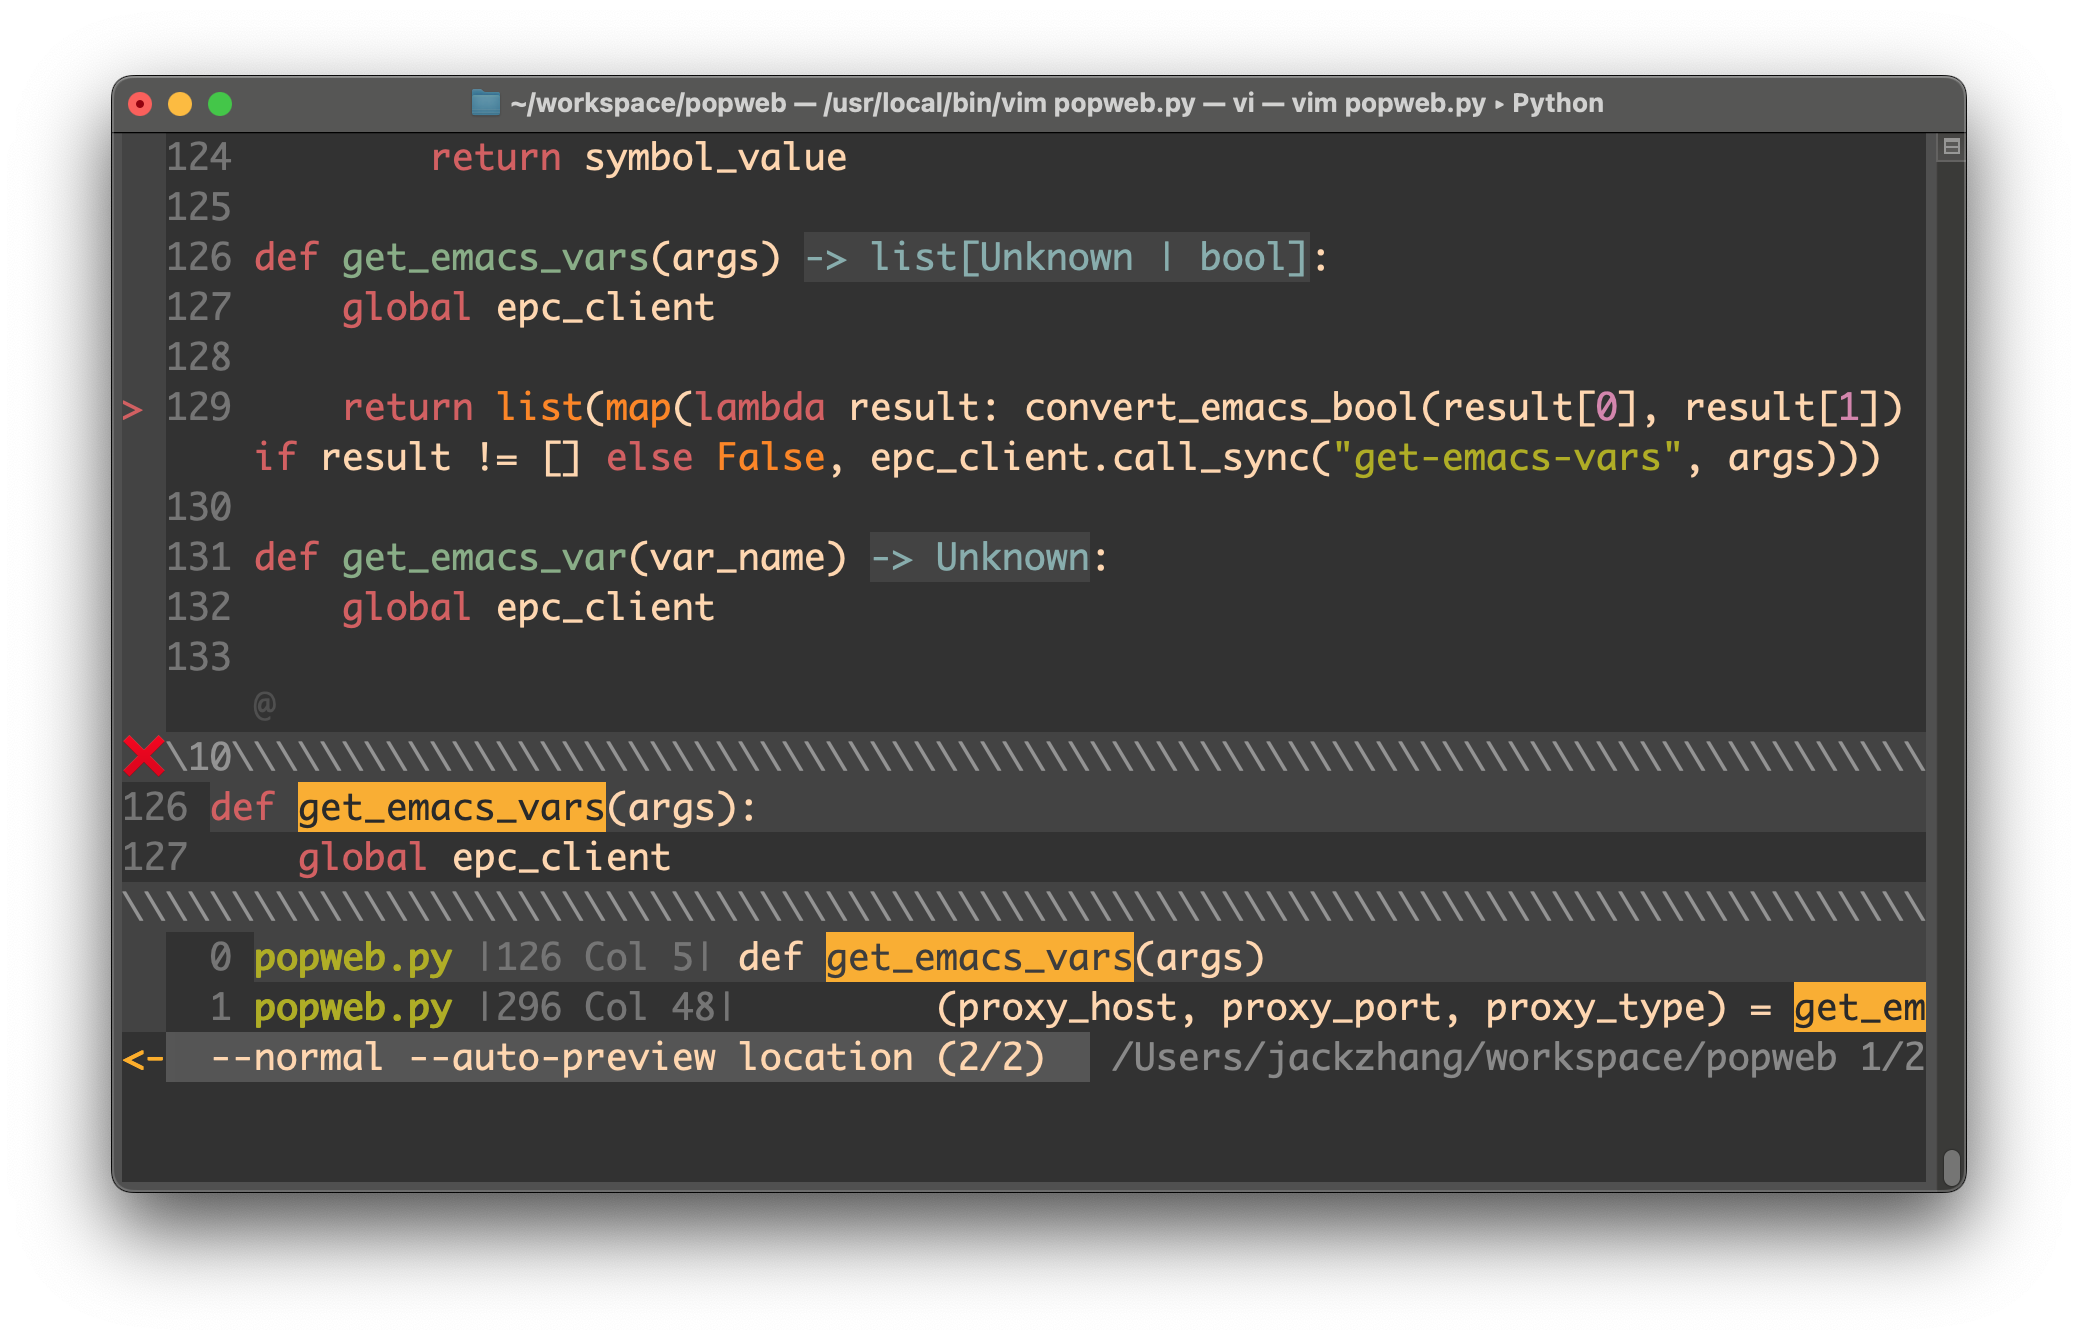 ~/workspace/popweb — /usr/local/bin/vim popweb.py — vi — vim popweb.py ▸ Python
124         return symbol_value
125
126 def get_emacs_vars(args) -> list[Unknown | bool]:
127     global epc_client
128
> 129     return list(map(lambda result: convert_emacs_bool(result[0], result[1])
if result != [] else False, epc_client.call_sync("get-emacs-vars", args)))
130
131 def get_emacs_var(var_name) -> Unknown:
132     global epc_client
133
@
❌\10\\\\\\\\\\\\\\\\\\\\\\\\\\\\\\\\\\\\\\\\\\\\\\\\\\\\\\\\\\\\\\\\\\\\\\\\\\\\\
126 def get_emacs_vars(args):
127     global epc_client
\\\\\\\\\\\\\\\\\\\\\\\\\\\\\\\\\\\\\\\\\\\\\\\\\\\\\\\\\\\\\\\\\\\\\\\\\\\\\\\\\\
0 popweb.py |126 Col 5| def get_emacs_vars(args)
1 popweb.py |296 Col 48|         (proxy_host, proxy_port, proxy_type) = get_em
<-  --normal --auto-preview location (2/2)   /Users/jackzhang/workspace/popweb 1/2